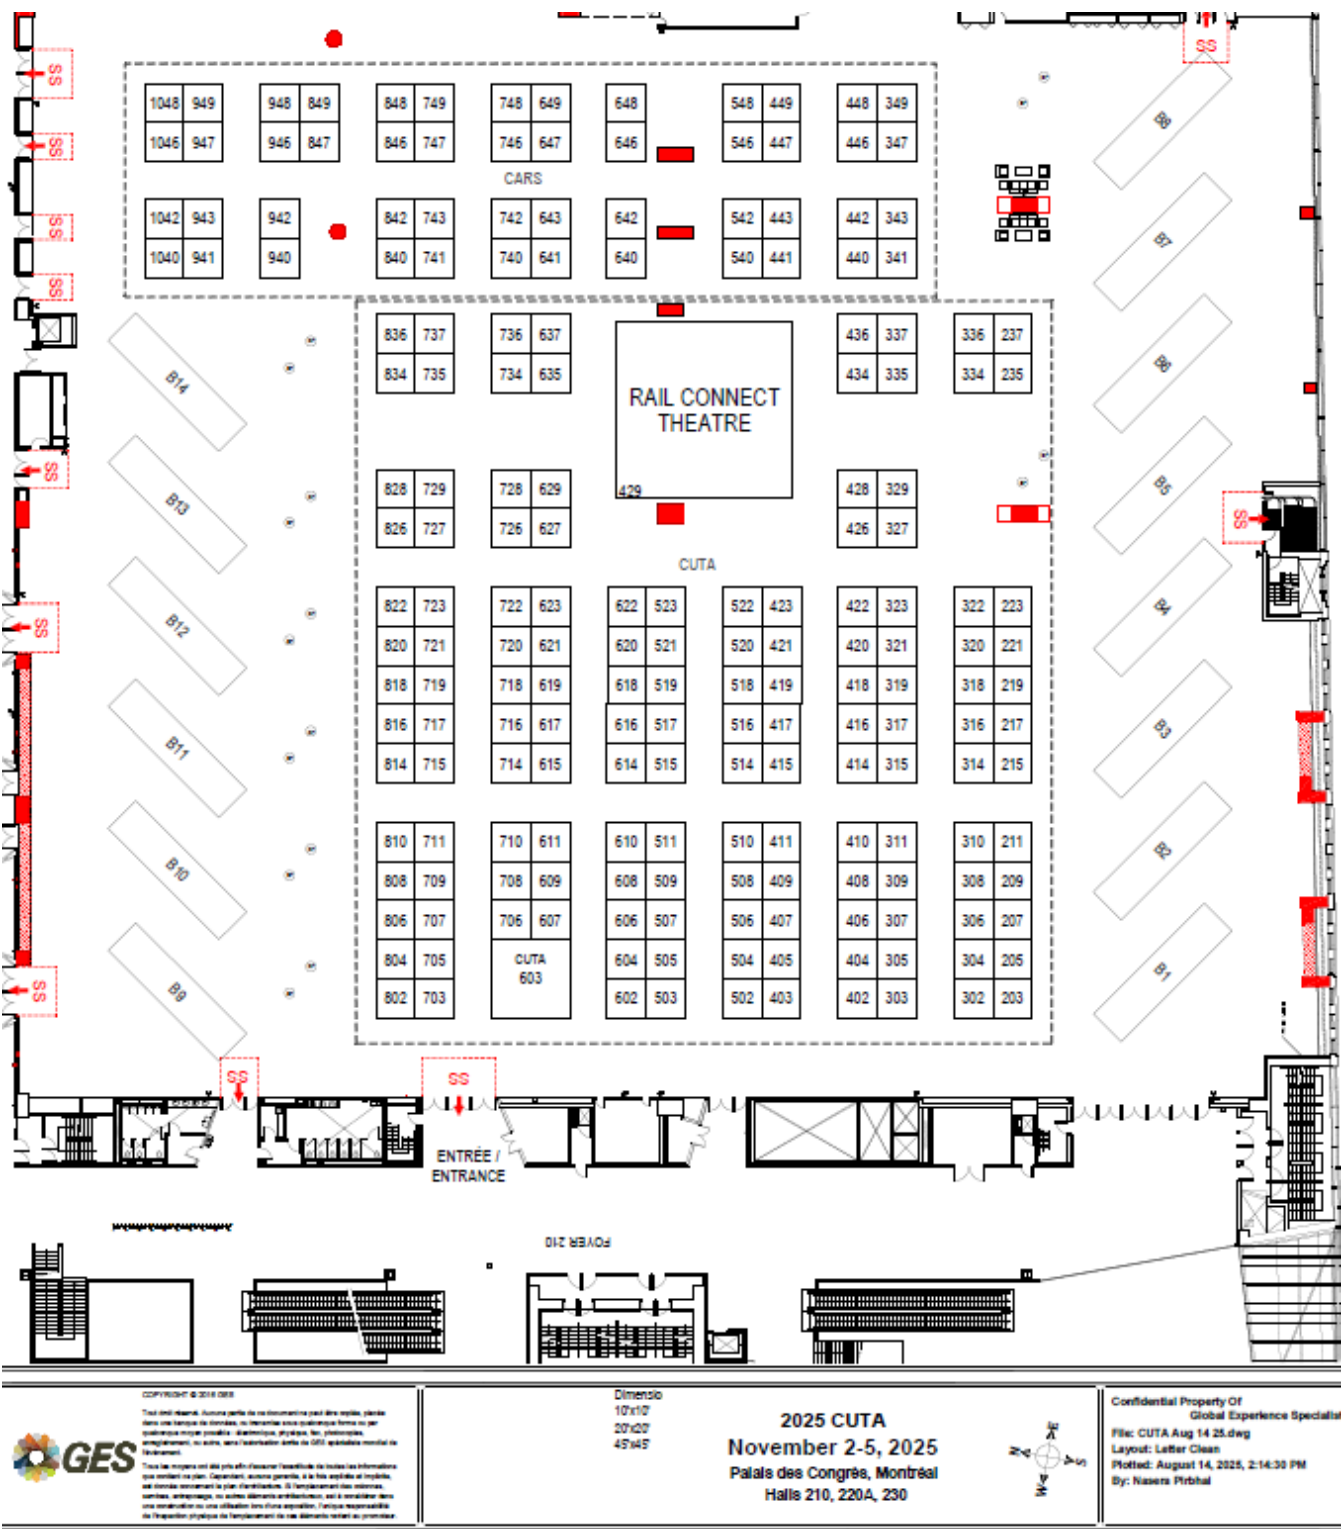 SS
SS
1048 949 948 849 848 749 748 649 648 548 449 448 349
SS
1046 947 946 847 846 747 746 647 646 546 447 446 347
B8
CARS
1042 943 942 842 743 742 643 642 542 443 442 343
SS
1040 941 940 840 741 740 641 640 540 441 440 341
B7
SS
836 737 736 637 436 337 336 237
834 735 734 635 434 335 334 235
B14
B6
RAIL CONNECT
THEATRE
SS
828 729 728 629 429 428 329
B13
B5
826 727 726 627 426 327
SS
CUTA
822 723 722 623 622 523 522 423 422 323 322 223
SS
B12
B4
820 721 720 621 620 521 520 421 420 321 320 221
818 719 718 619 618 519 518 419 418 319 318 219
816 717 716 617 616 517 516 417 416 317 316 217
B11
B3
814 715 714 615 614 515 514 415 414 315 314 215
810 711 710 611 610 511 510 411 410 311 310 211
B10
B2
808 709 708 609 608 509 508 409 408 309 308 209
806 707 706 607 606 507 506 407 406 307 306 207
804 705 CUTA 604 505 504 405 404 305 304 205
603
B9
B1
SS
802 703 602 503 502 403 402 303 302 203
SS
SS
ENTRÉE /
ENTRANCE
FOYER 210
COPYRIGHT © 2016 GES
GES
Dimensio
10'x10'
20'x20'
45'x45'
2025 CUTA
November 2-5, 2025
Palais des Congrès, Montréal
Halls 210, 220A, 230
N
E
S
W
Confidential Property Of
Global Experience Specialist
File: CUTA Aug 14 25.dwg
Layout: Letter Clean
Plotted: August 14, 2025, 2:14:30 PM
By: Nasera Pirbhai